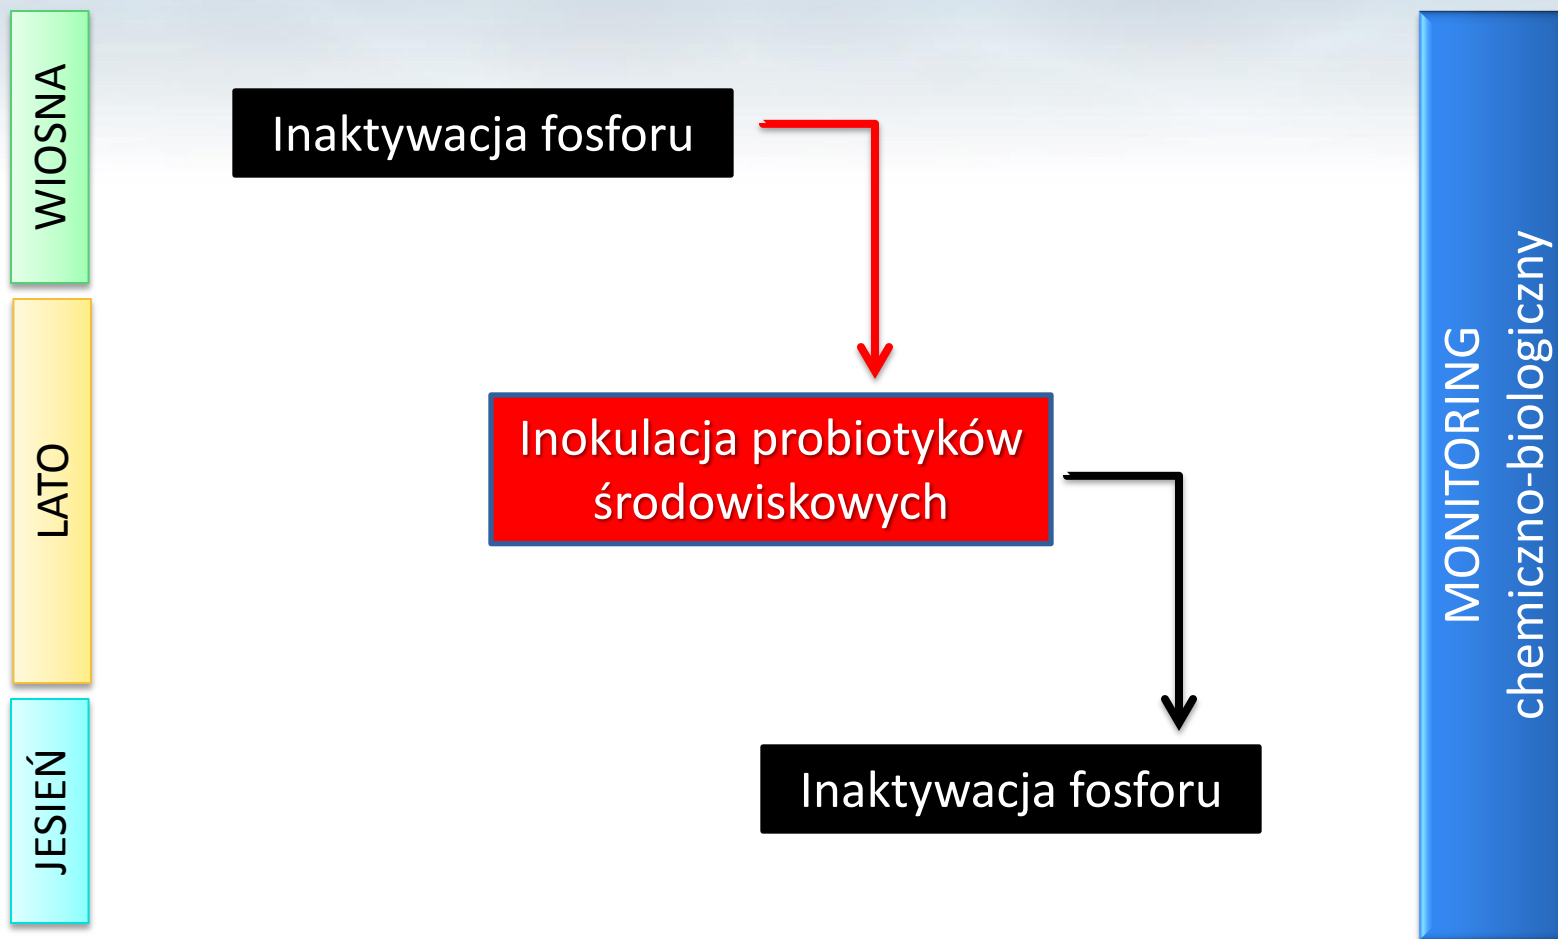 WIOSNA
Inaktywacja fosforu
LATO
Inokulacja probiotyków
środowiskowych
JESIEŃ
Inaktywacja fosforu
MONITORING
chemiczno-biologiczny